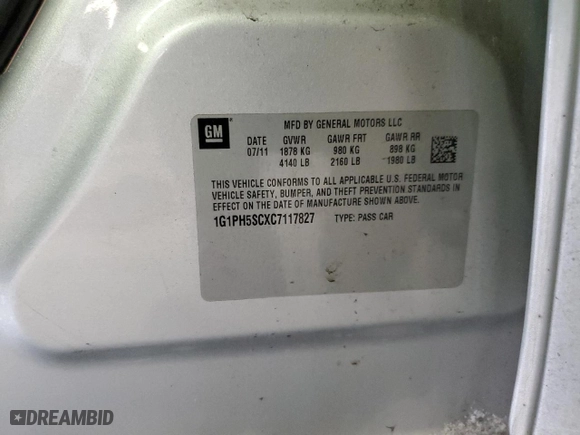 GM
MFD BY GENERAL MOTORS LLC
DATE GVWR GAWR FRT GAWR RR
07/11 1878 KG 980 KG 898 KG
4140 LB 2160 LB 1980 LB
THIS VEHICLE CONFORMS TO ALL APPLICABLE U.S. FEDERAL MOTOR
VEHICLE SAFETY, BUMPER, AND THEFT PREVENTION STANDARDS IN
EFFECT ON THE DATE OF MANUFACTURE SHOWN ABOVE.
1G1PH5SCXC7117827 TYPE: PASS CAR
DREAMBID